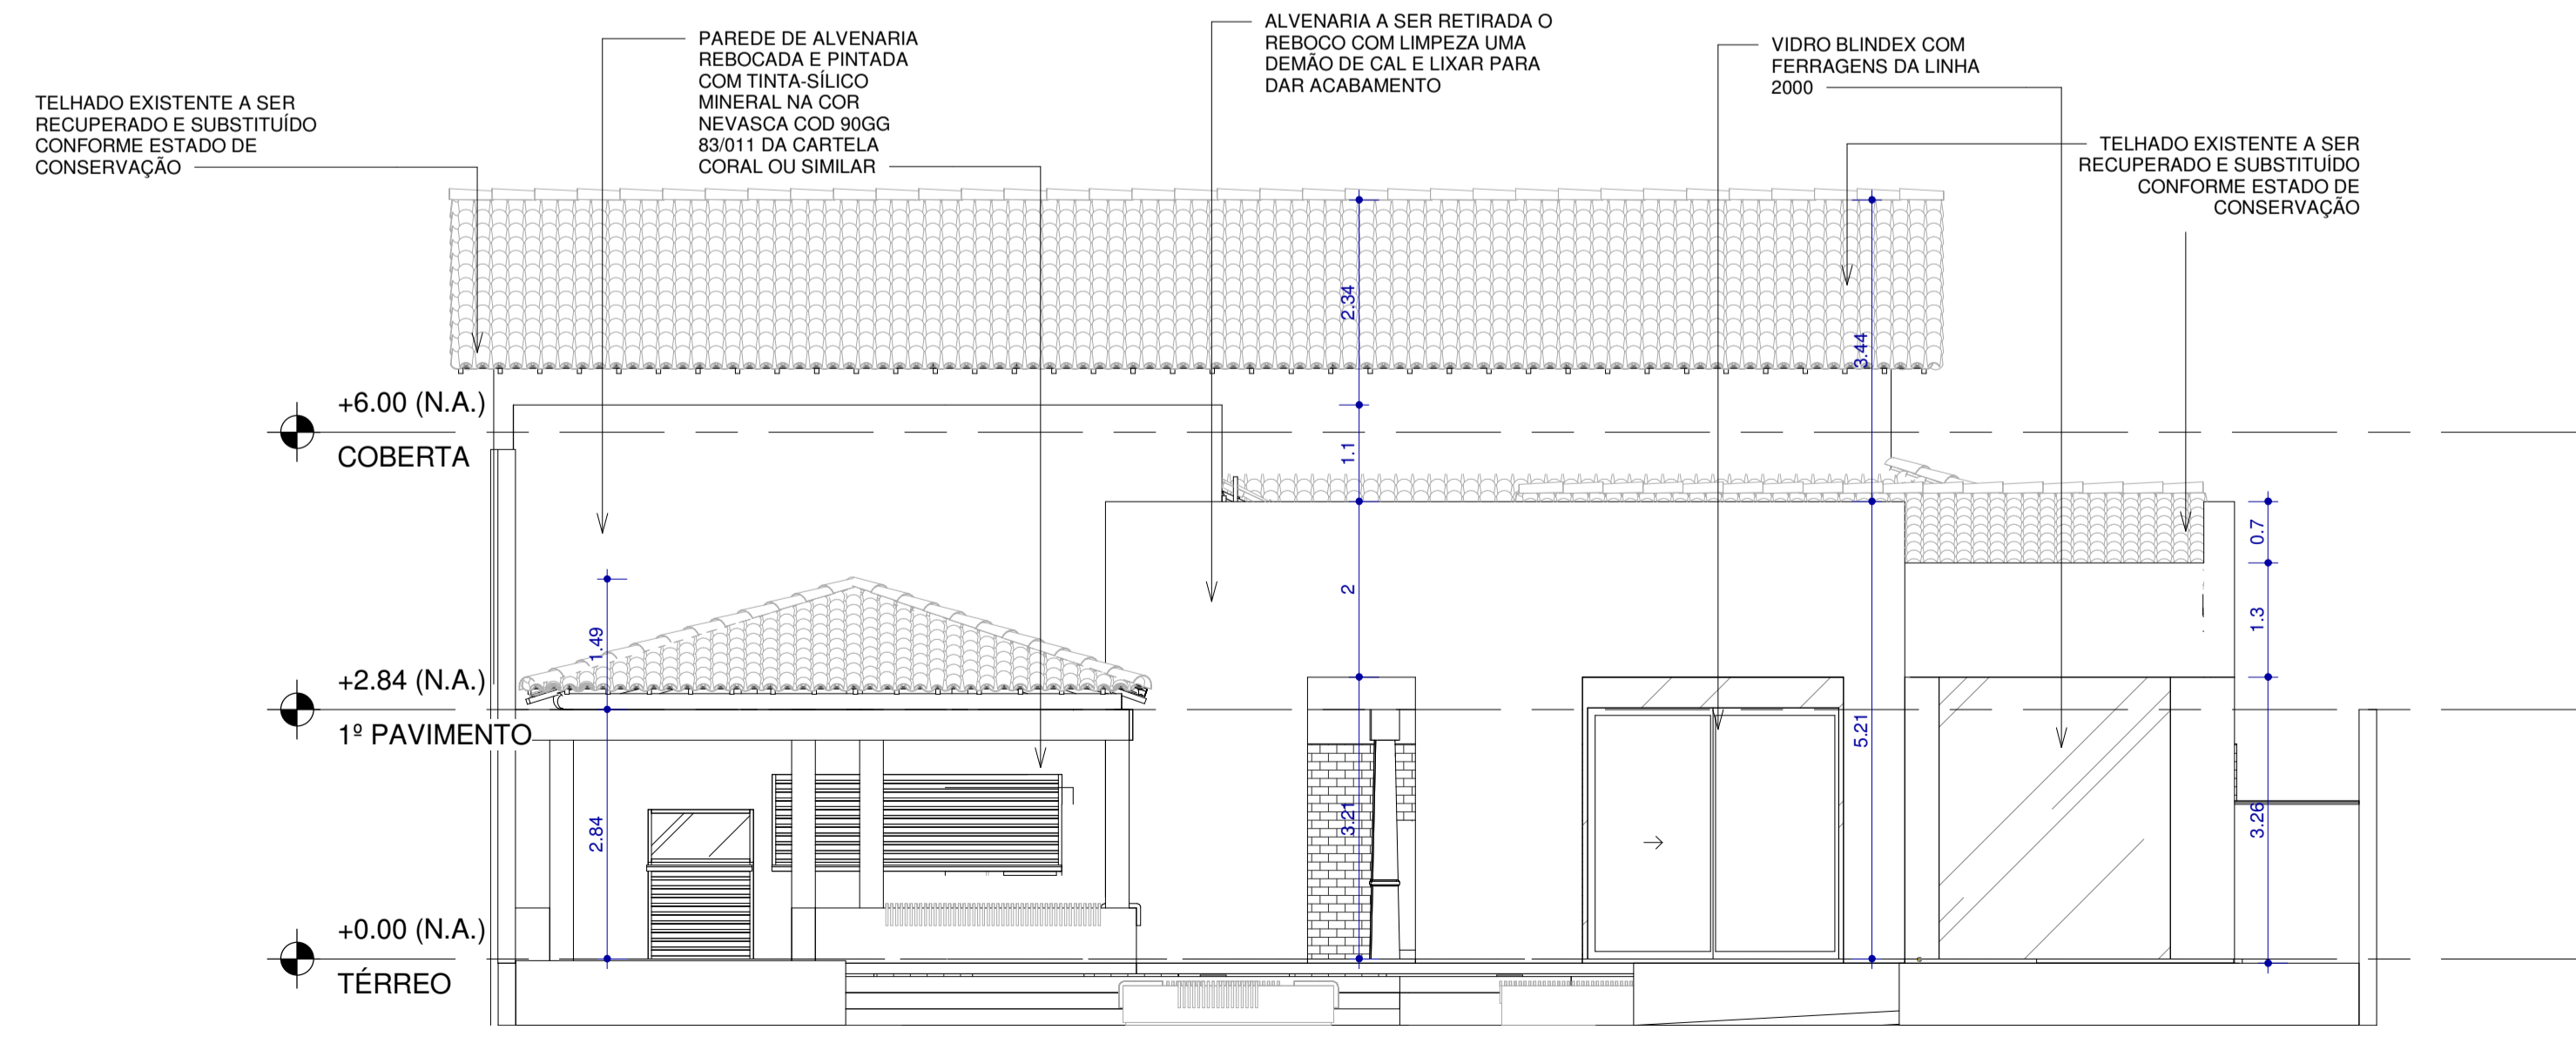 TELHADO EXISTENTE A SER
RECUPERADO E SUBSTITUÍDO
CONFORME ESTADO DE
CONSERVAÇÃO
PAREDE DE ALVENARIA
REBOCADA E PINTADA
COM TINTA-SÍLICO
MINERAL NA COR
NEVASCA COD 90GG
83/011 DA CARTELA
CORAL OU SIMILAR
ALVENARIA A SER RETIRADA O
REBOCO COM LIMPEZA UMA
DEMÃO DE CAL E LIXAR PARA
DAR ACABAMENTO
VIDRO BLINDEX COM
FERRAGENS DA LINHA
2000
TELHADO EXISTENTE A SER
RECUPERADO E SUBSTITUÍDO
CONFORME ESTADO DE
CONSERVAÇÃO
+6.00 (N.A.)
COBERTA
+2.84 (N.A.)
1º PAVIMENTO
+0.00 (N.A.)
TÉRREO
1.49
2.84
2.34
1.1
2
3.21
3.44
5.21
0.7
1.3
3.26